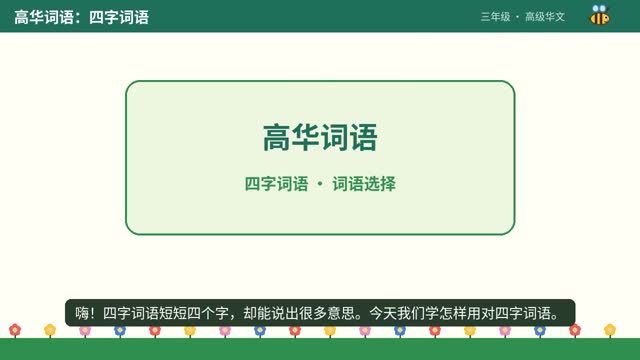 高华词语：四字词语
三年级 · 高级华文
高华词语
四字词语 · 词语选择
嗨！四字词语短短四个字，却能说出很多意思。今天我们学怎样用对四字词语。